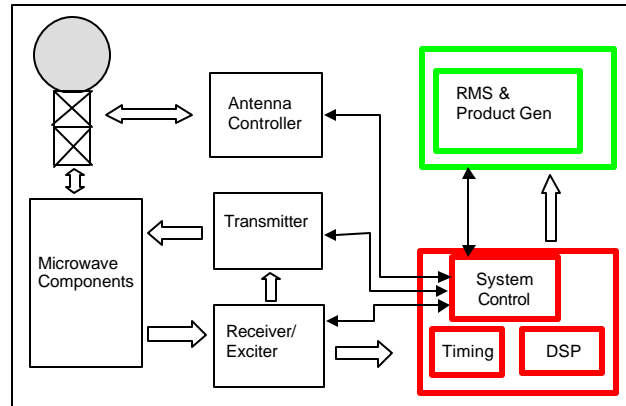 Antenna
Controller
RMS &
Product Gen
Transmitter
Microwave
Components
System
Control
Receiver/
Exciter
Timing
DSP